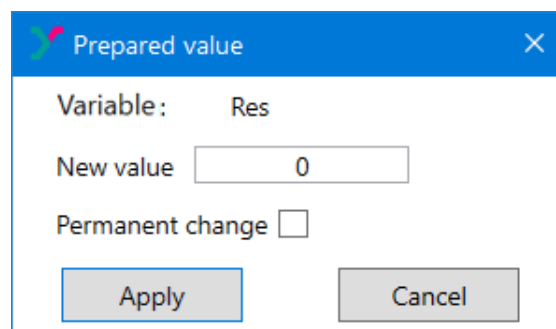 Prepared value
Variable: Res
New value 0
Permanent change
Apply Cancel